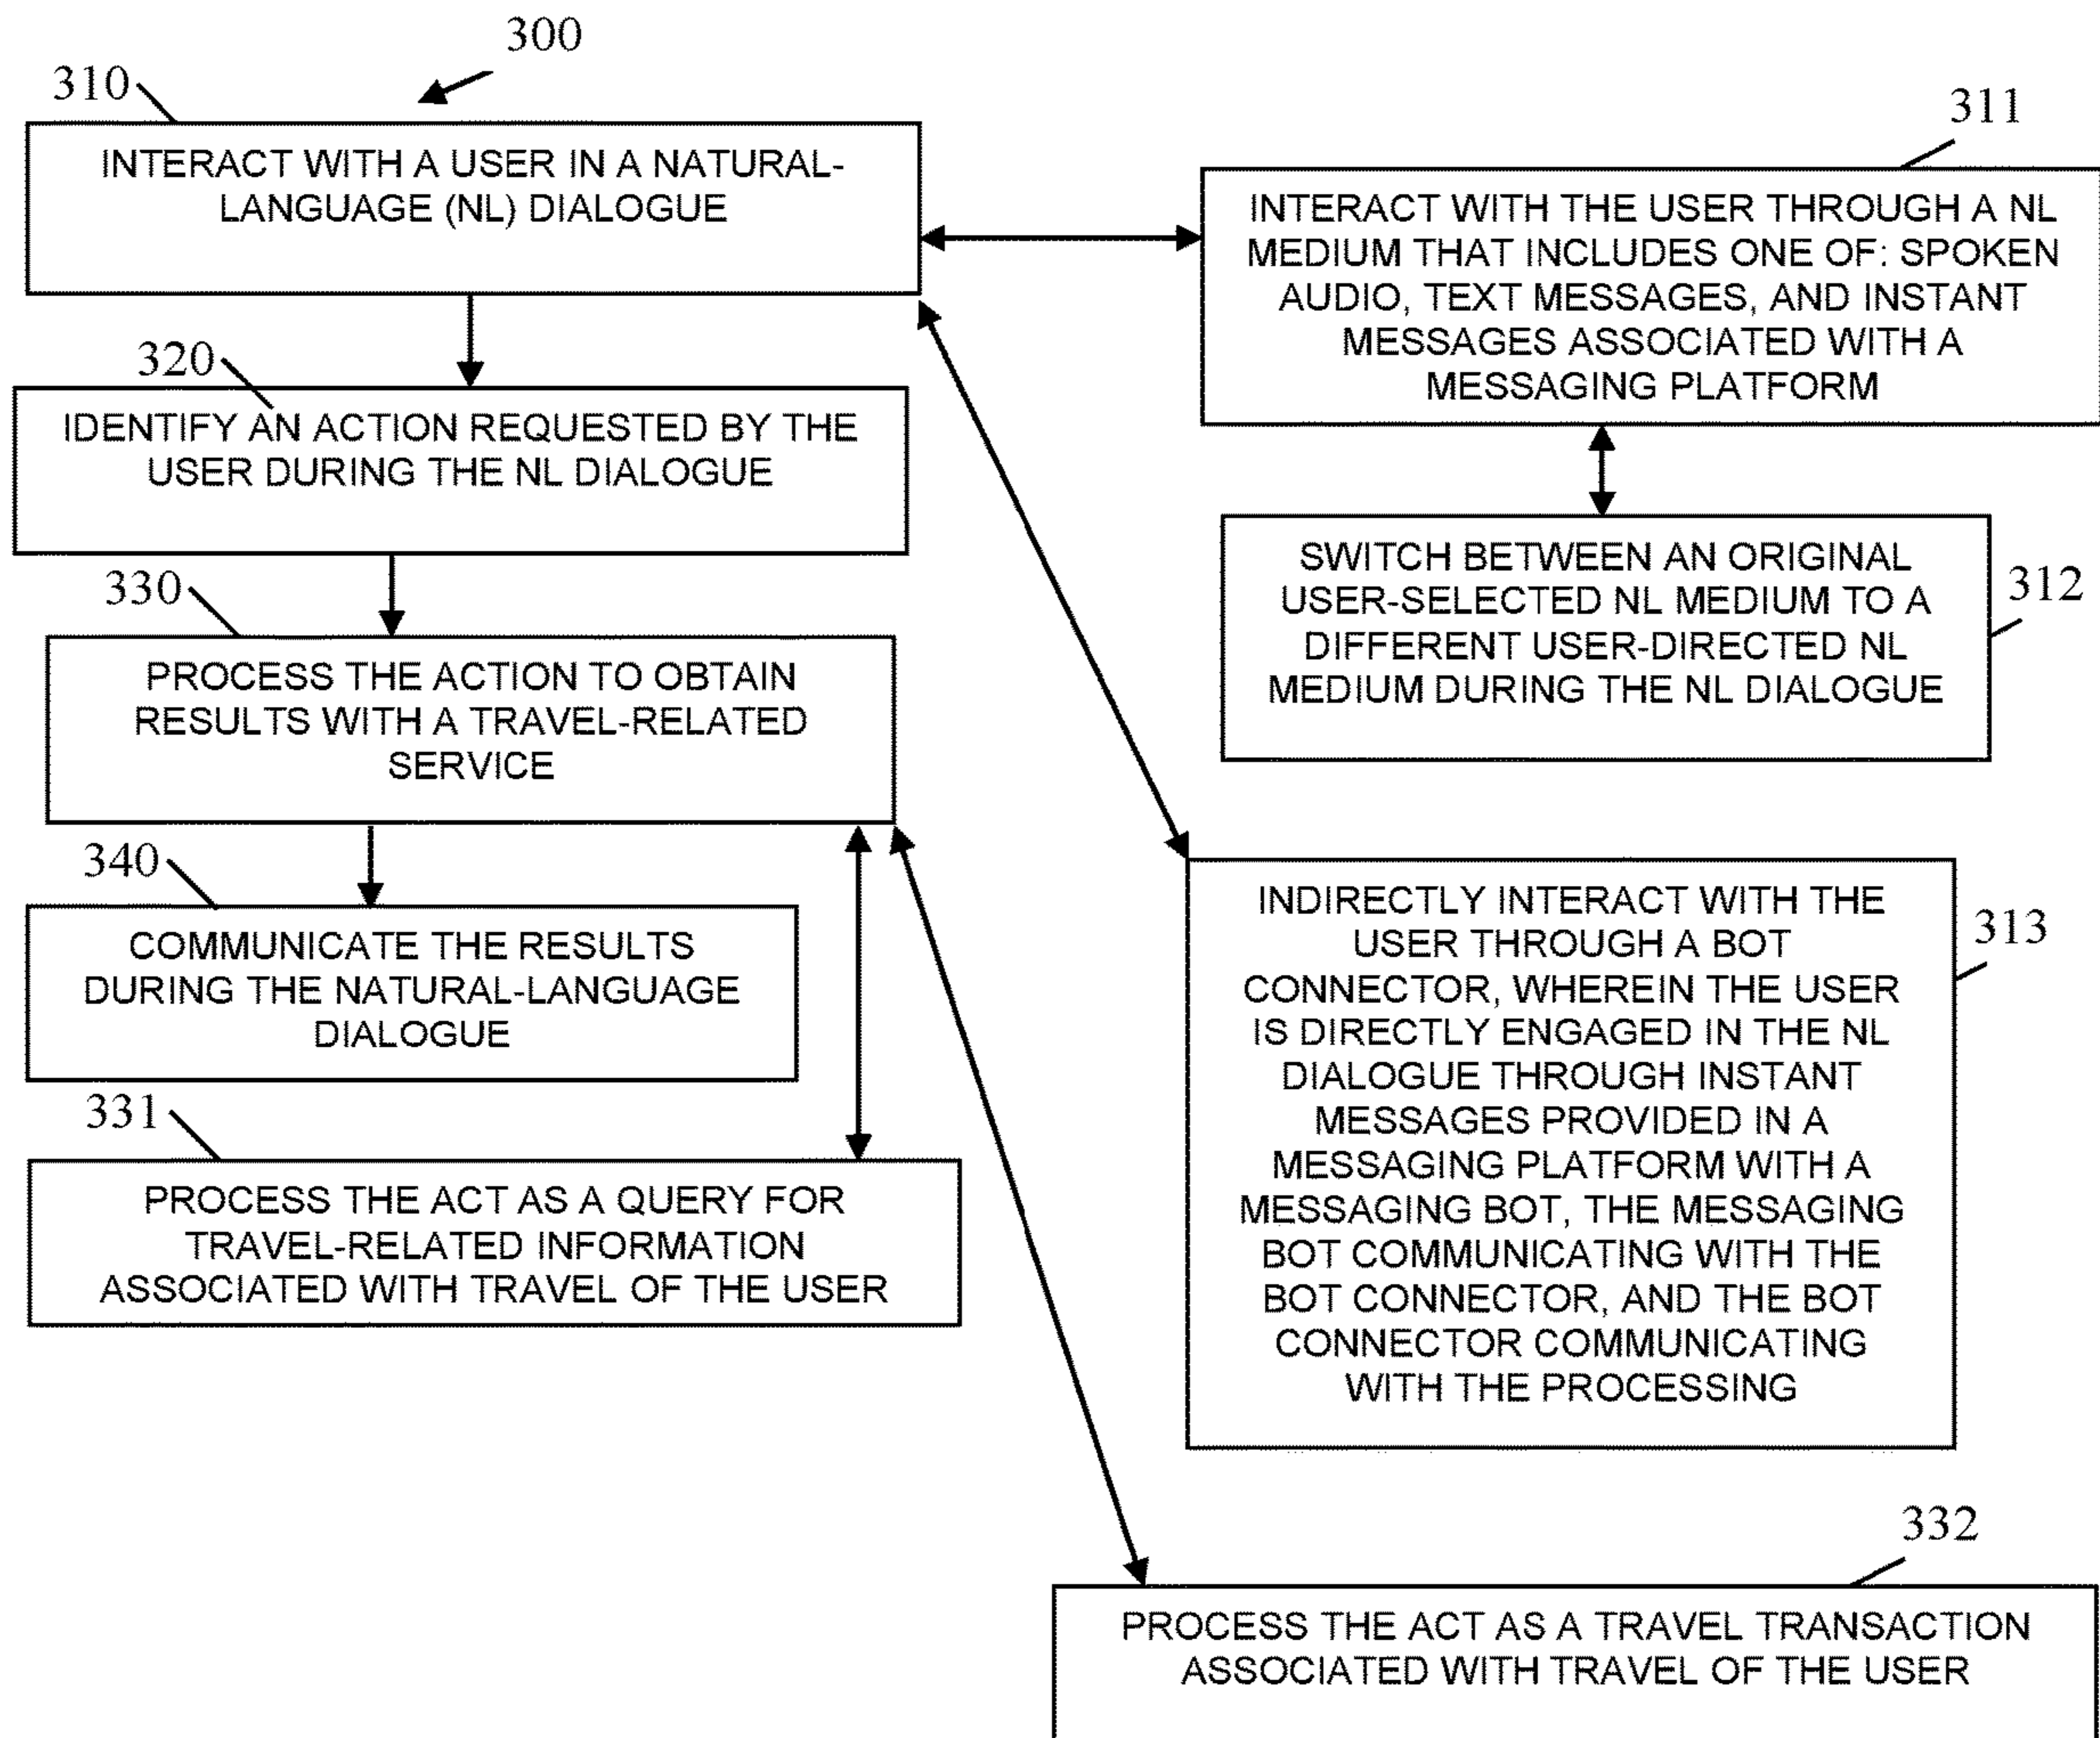 300
310
INTERACT WITH A USER IN A NATURAL-
LANGUAGE (NL) DIALOGUE
311
INTERACT WITH THE USER THROUGH A NL
MEDIUM THAT INCLUDES ONE OF: SPOKEN
AUDIO, TEXT MESSAGES, AND INSTANT
MESSAGES ASSOCIATED WITH A
MESSAGING PLATFORM
320
IDENTIFY AN ACTION REQUESTED BY THE
USER DURING THE NL DIALOGUE
312
SWITCH BETWEEN AN ORIGINAL
USER-SELECTED NL MEDIUM TO A
DIFFERENT USER-DIRECTED NL
MEDIUM DURING THE NL DIALOGUE
330
PROCESS THE ACTION TO OBTAIN
RESULTS WITH A TRAVEL-RELATED
SERVICE
340
COMMUNICATE THE RESULTS
DURING THE NATURAL-LANGUAGE
DIALOGUE
313
INDIRECTLY INTERACT WITH THE
USER THROUGH A BOT
CONNECTOR, WHEREIN THE USER
IS DIRECTLY ENGAGED IN THE NL
DIALOGUE THROUGH INSTANT
MESSAGES PROVIDED IN A
MESSAGING PLATFORM WITH A
MESSAGING BOT, THE MESSAGING
BOT COMMUNICATING WITH THE
BOT CONNECTOR, AND THE BOT
CONNECTOR COMMUNICATING
WITH THE PROCESSING
331
PROCESS THE ACT AS A QUERY FOR
TRAVEL-RELATED INFORMATION
ASSOCIATED WITH TRAVEL OF THE USER
332
PROCESS THE ACT AS A TRAVEL TRANSACTION
ASSOCIATED WITH TRAVEL OF THE USER